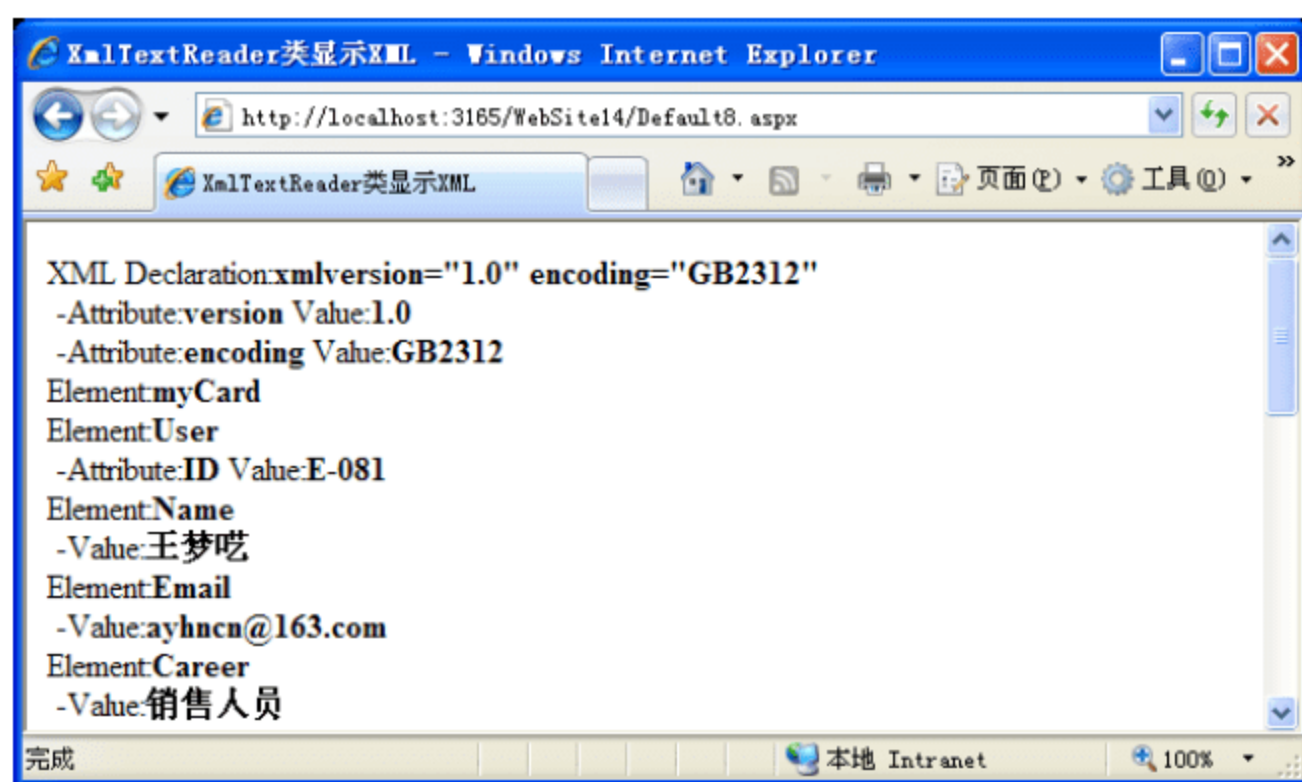 XmlTextReader类显示XML - Windows Internet Explorer
http://localhost:3165/WebSite14/Default8.aspx
XmlTextReader类显示XML 页面(P) 工具(O) »
XML Declaration:xmlversion="1.0" encoding="GB2312"
-Attribute:version Value:1.0
-Attribute:encoding Value:GB2312
Element:myCard
Element:User
-Attribute:ID Value:E-081
Element:Name
-Value:王梦呓
Element:Email
-Value:ayhncn@163.com
Element:Career
-Value:销售人员
完成 本地 Intranet 100%